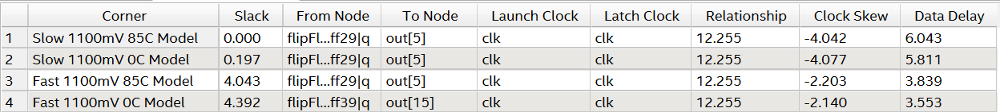 Corner Slack From Node To Node Launch Clock Latch Clock Relationship Clock Skew Data Delay
1 Slow 1100mV 85C Model 0.000 flipFl...ff29|q out[5] clk clk 12.255 -4.042 6.043
2 Slow 1100mV 0C Model 0.197 flipFl...ff29|q out[5] clk clk 12.255 -4.077 5.811
3 Fast 1100mV 85C Model 4.043 flipFl...ff29|q out[5] clk clk 12.255 -2.203 3.839
4 Fast 1100mV 0C Model 4.392 flipFl...ff39|q out[15] clk clk 12.255 -2.140 3.553